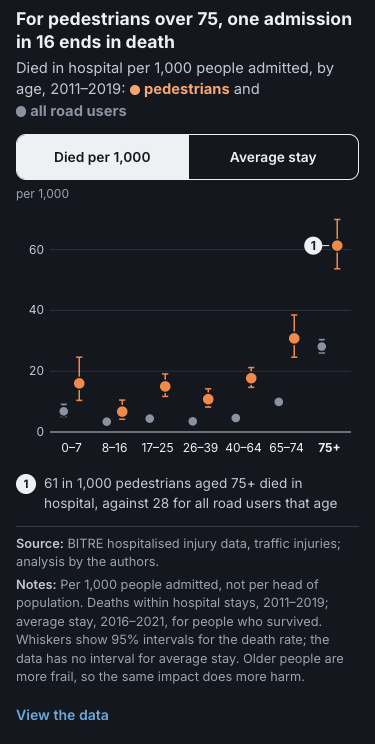 For pedestrians over 75, one admission
in 16 ends in death
Died in hospital per 1,000 people admitted, by
age, 2011–2019: pedestrians and
all road users
Died per 1,000
Average stay
per 1,000
60
40
20
0
1
0–7 8–16 17–25 26–39 40–64 65–74 75+
1 61 in 1,000 pedestrians aged 75+ died in
hospital, against 28 for all road users that age
Source: BITRE hospitalised injury data, traffic injuries;
analysis by the authors.
Notes: Per 1,000 people admitted, not per head of
population. Deaths within hospital stays, 2011–2019;
average stay, 2016–2021, for people who survived.
Whiskers show 95% intervals for the death rate; the
data has no interval for average stay. Older people are
more frail, so the same impact does more harm.
View the data